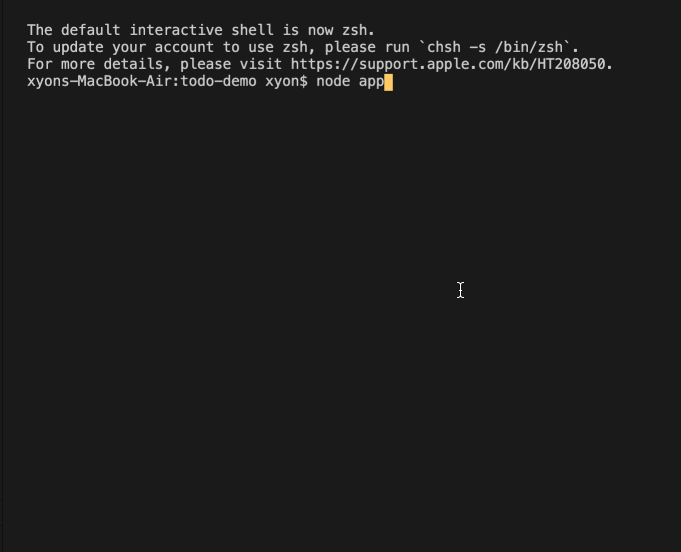 The default interactive shell is now zsh.
To update your account to use zsh, please run `chsh -s /bin/zsh`.
For more details, please visit https://support.apple.com/kb/HT208050.
xyons-MacBook-Air:todo-demo xyon$ node app